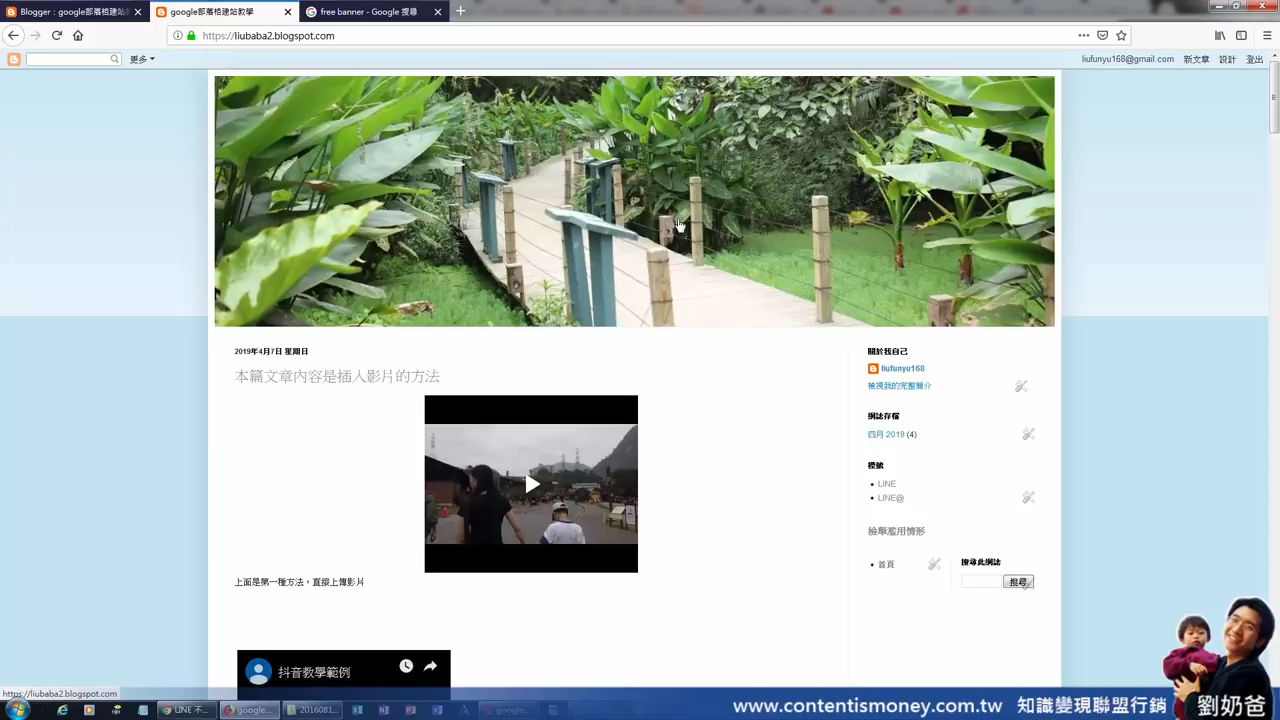 Blogger：google部落格建站教
google部落格建站教學
free banner - Google 搜尋
https://liubaba2.blogspot.com
更多
liufunyu168@gmail.com
新文章
設計
登出
2019年4月7日 星期日
本篇文章內容是插入影片的方法
上面是第一種方法，直接上傳影片
抖音教學範例
關於我自己
liufunyu168
檢視我的完整簡介
網誌存檔
四月 2019 (4)
標籤
LINE
LINE@
檢舉濫用情形
首頁
搜尋此網誌
搜尋
https://liubaba2.blogspot.com
LINE 不...
google...
2016081...
google...
www.contentismoney.com.tw 知識變現聯盟行銷
劉奶爸